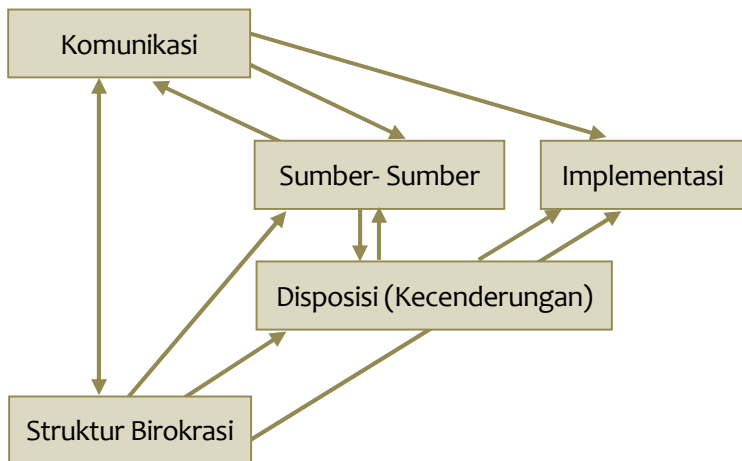 Komunikasi
Sumber- Sumber
Implementasi
Disposisi (Kecenderungan)
Struktur Birokrasi